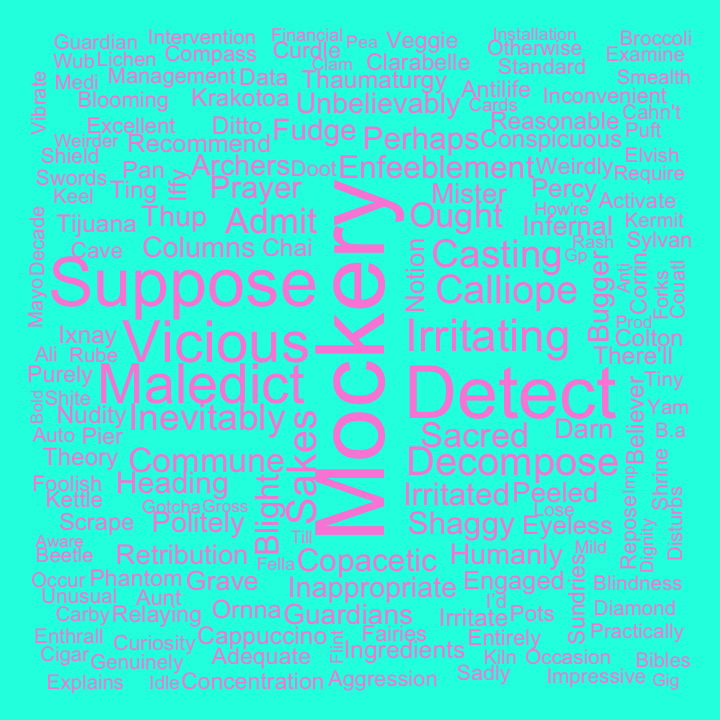 Guardian
Intervention
Financial
Pea
Veggie
Installation
Otherwise
Broccoli
Wub
Lichen
Compass
Curdle
Clam
Clarabelle
Standard
Examine
Medi
Management
Data
Thaumaturgy
Antilife
Smealth
Vibrate
Blooming
Krakotoa
Unbelievably
Cards
Inconvenient
Excellent
Ditto
Fudge
Perhaps
Reasonable
Cahn't
Weirder
Recommend
Conspicuous
Puft
Shield
Pan
Iffy
Archers
Doot
Enfeeblement
Weirdly
Elvish
Swords
Require
Keel
Ting
Prayer
Mister
Percy
Activate
Tijuana
Thup
Admit
Ought
How're
Infernal
Kermit
Decade
Cave
Columns
Chai
Mockery
Notion
Casting
Rash
Gp
Sylvan
Mayo
Suppose
Calliope
Bugger
Anti
Corrin
Forks
Couatl
Ixnay
Vicious
Irritating
Prod
Colton
Ali
Rube
There'll
Purely
Maledict
Detect
Tiny
Bold
Shite
Nudity
Inevitably
Believer
Yam
Auto
Pier
Sakes
Sacred
Darn
B.a
Theory
Commune
Decompose
Foolish
Heading
Blight
Irritated
Peeled
Imp
Shrine
Kettle
Gotcha
Gross
Lose
Scrape
Politely
Shaggy
Eyeless
Repose
Dignity
Disturbs
Aware
Till
Beetle
Retribution
Fella
Copacetic
Humanly
Mild
Occur
Phantom
Grave
Inappropriate
Engaged
Sundries
Blindness
Unusual
Aunt
I'd
Carby
Relaying
Ornna
Guardians
Irritate
Pots
Diamond
Enthrall
Curiosity
Cappuccino
Flint
Fairies
Entirely
Practically
Cigar
Genuinely
Adequate
Ingredients
Kiln
Occasion
Bibles
Explains
Idle
Concentration
Aggression
Sadly
Impressive
Gig